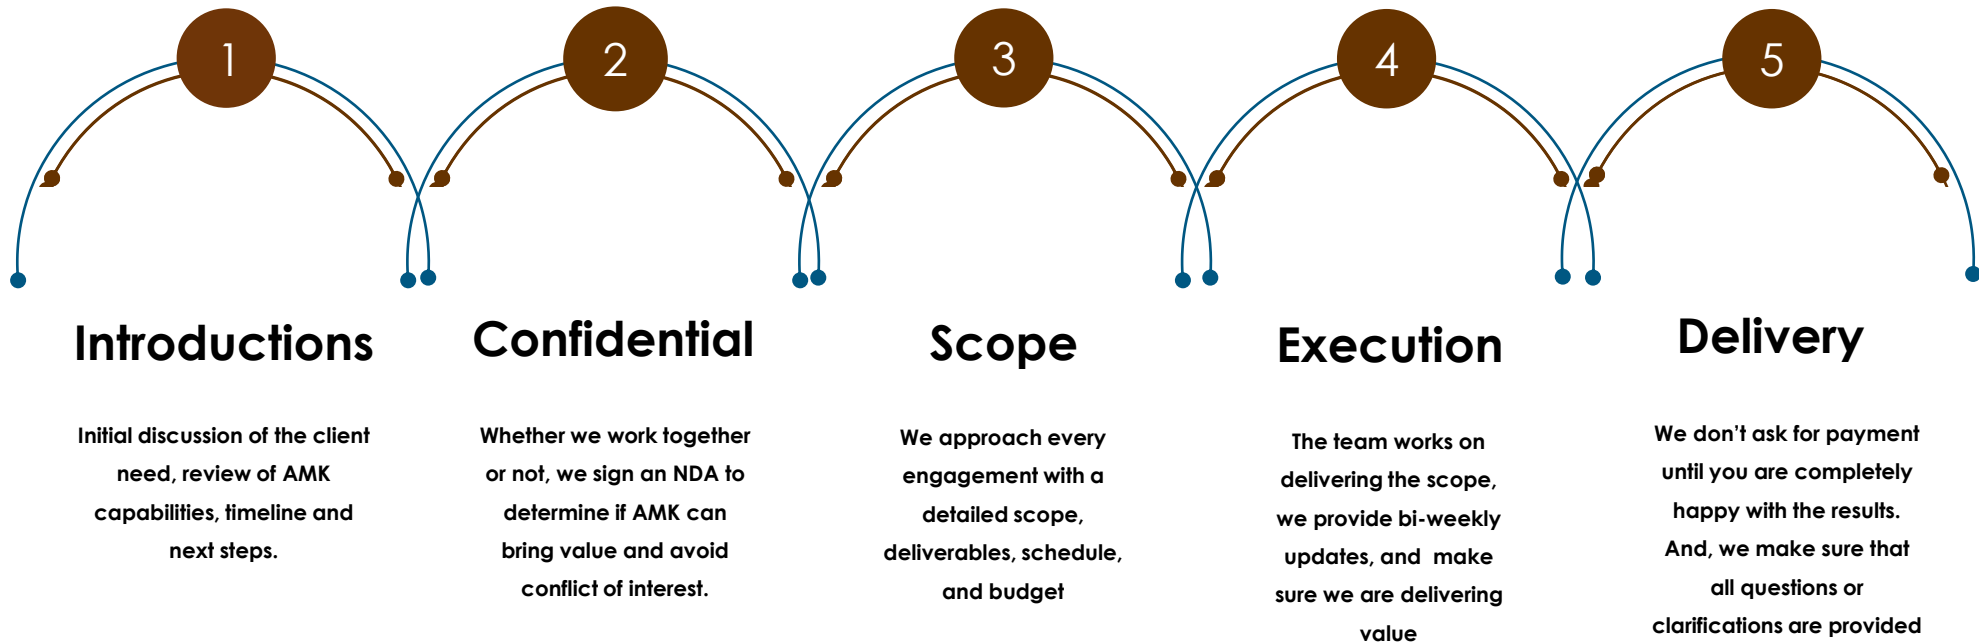 1
2
3
4
5
Introductions
Initial discussion of the client
need, review of AMK
capabilities, timeline and
next steps.
Confidential
Whether we work together
or not, we sign an NDA to
determine if AMK can
bring value and avoid
conflict of interest.
Scope
We approach every
engagement with a
detailed scope,
deliverables, schedule,
and budget
Execution
The team works on
delivering the scope,
we provide bi-weekly
updates, and make
sure we are delivering
value
Delivery
We don't ask for payment
until you are completely
happy with the results.
And, we make sure that
all questions or
clarifications are provided